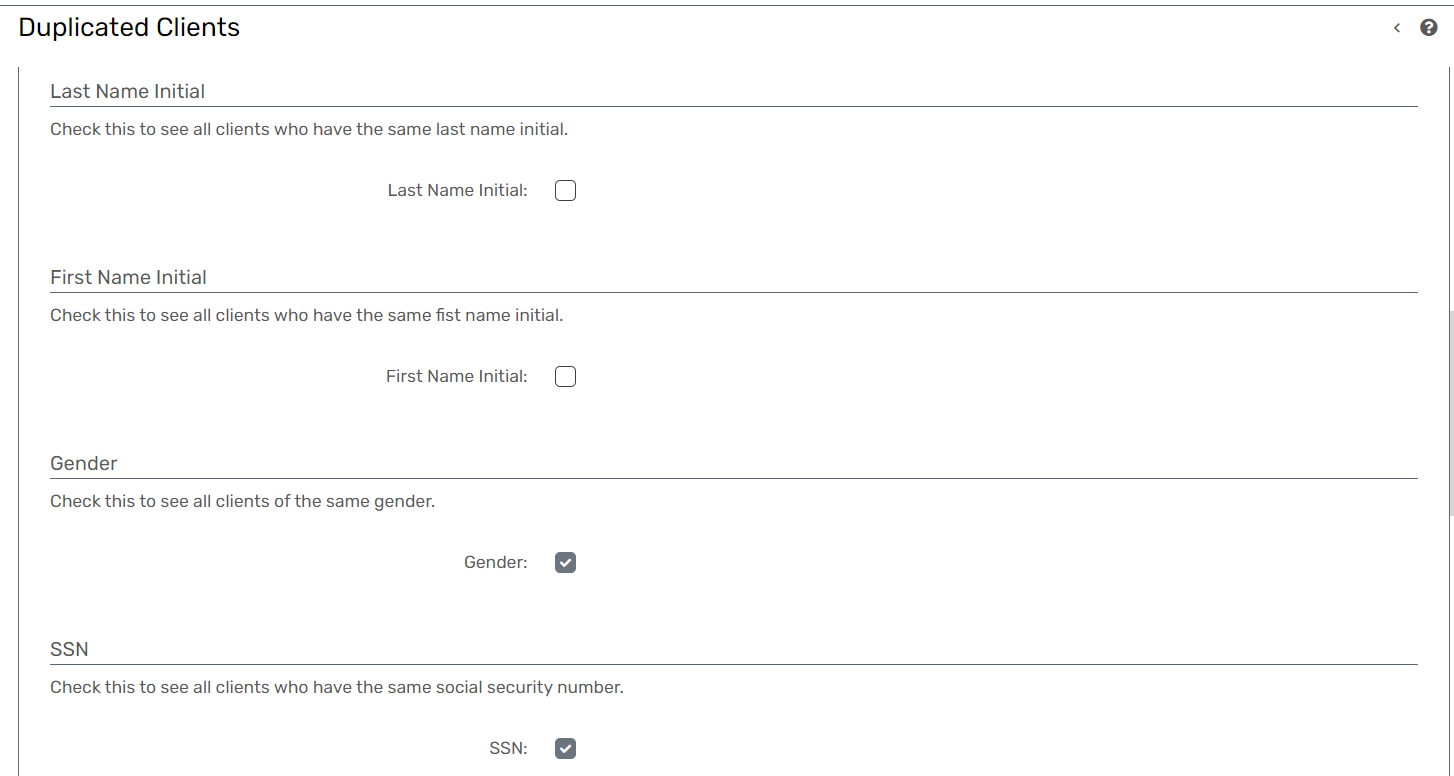 Duplicated Clients
Last Name Initial
Check this to see all clients who have the same last name initial.
Last Name Initial:
First Name Initial
Check this to see all clients who have the same fist name initial.
First Name Initial:
Gender
Check this to see all clients of the same gender.
Gender:
SSN
Check this to see all clients who have the same social security number.
SSN: